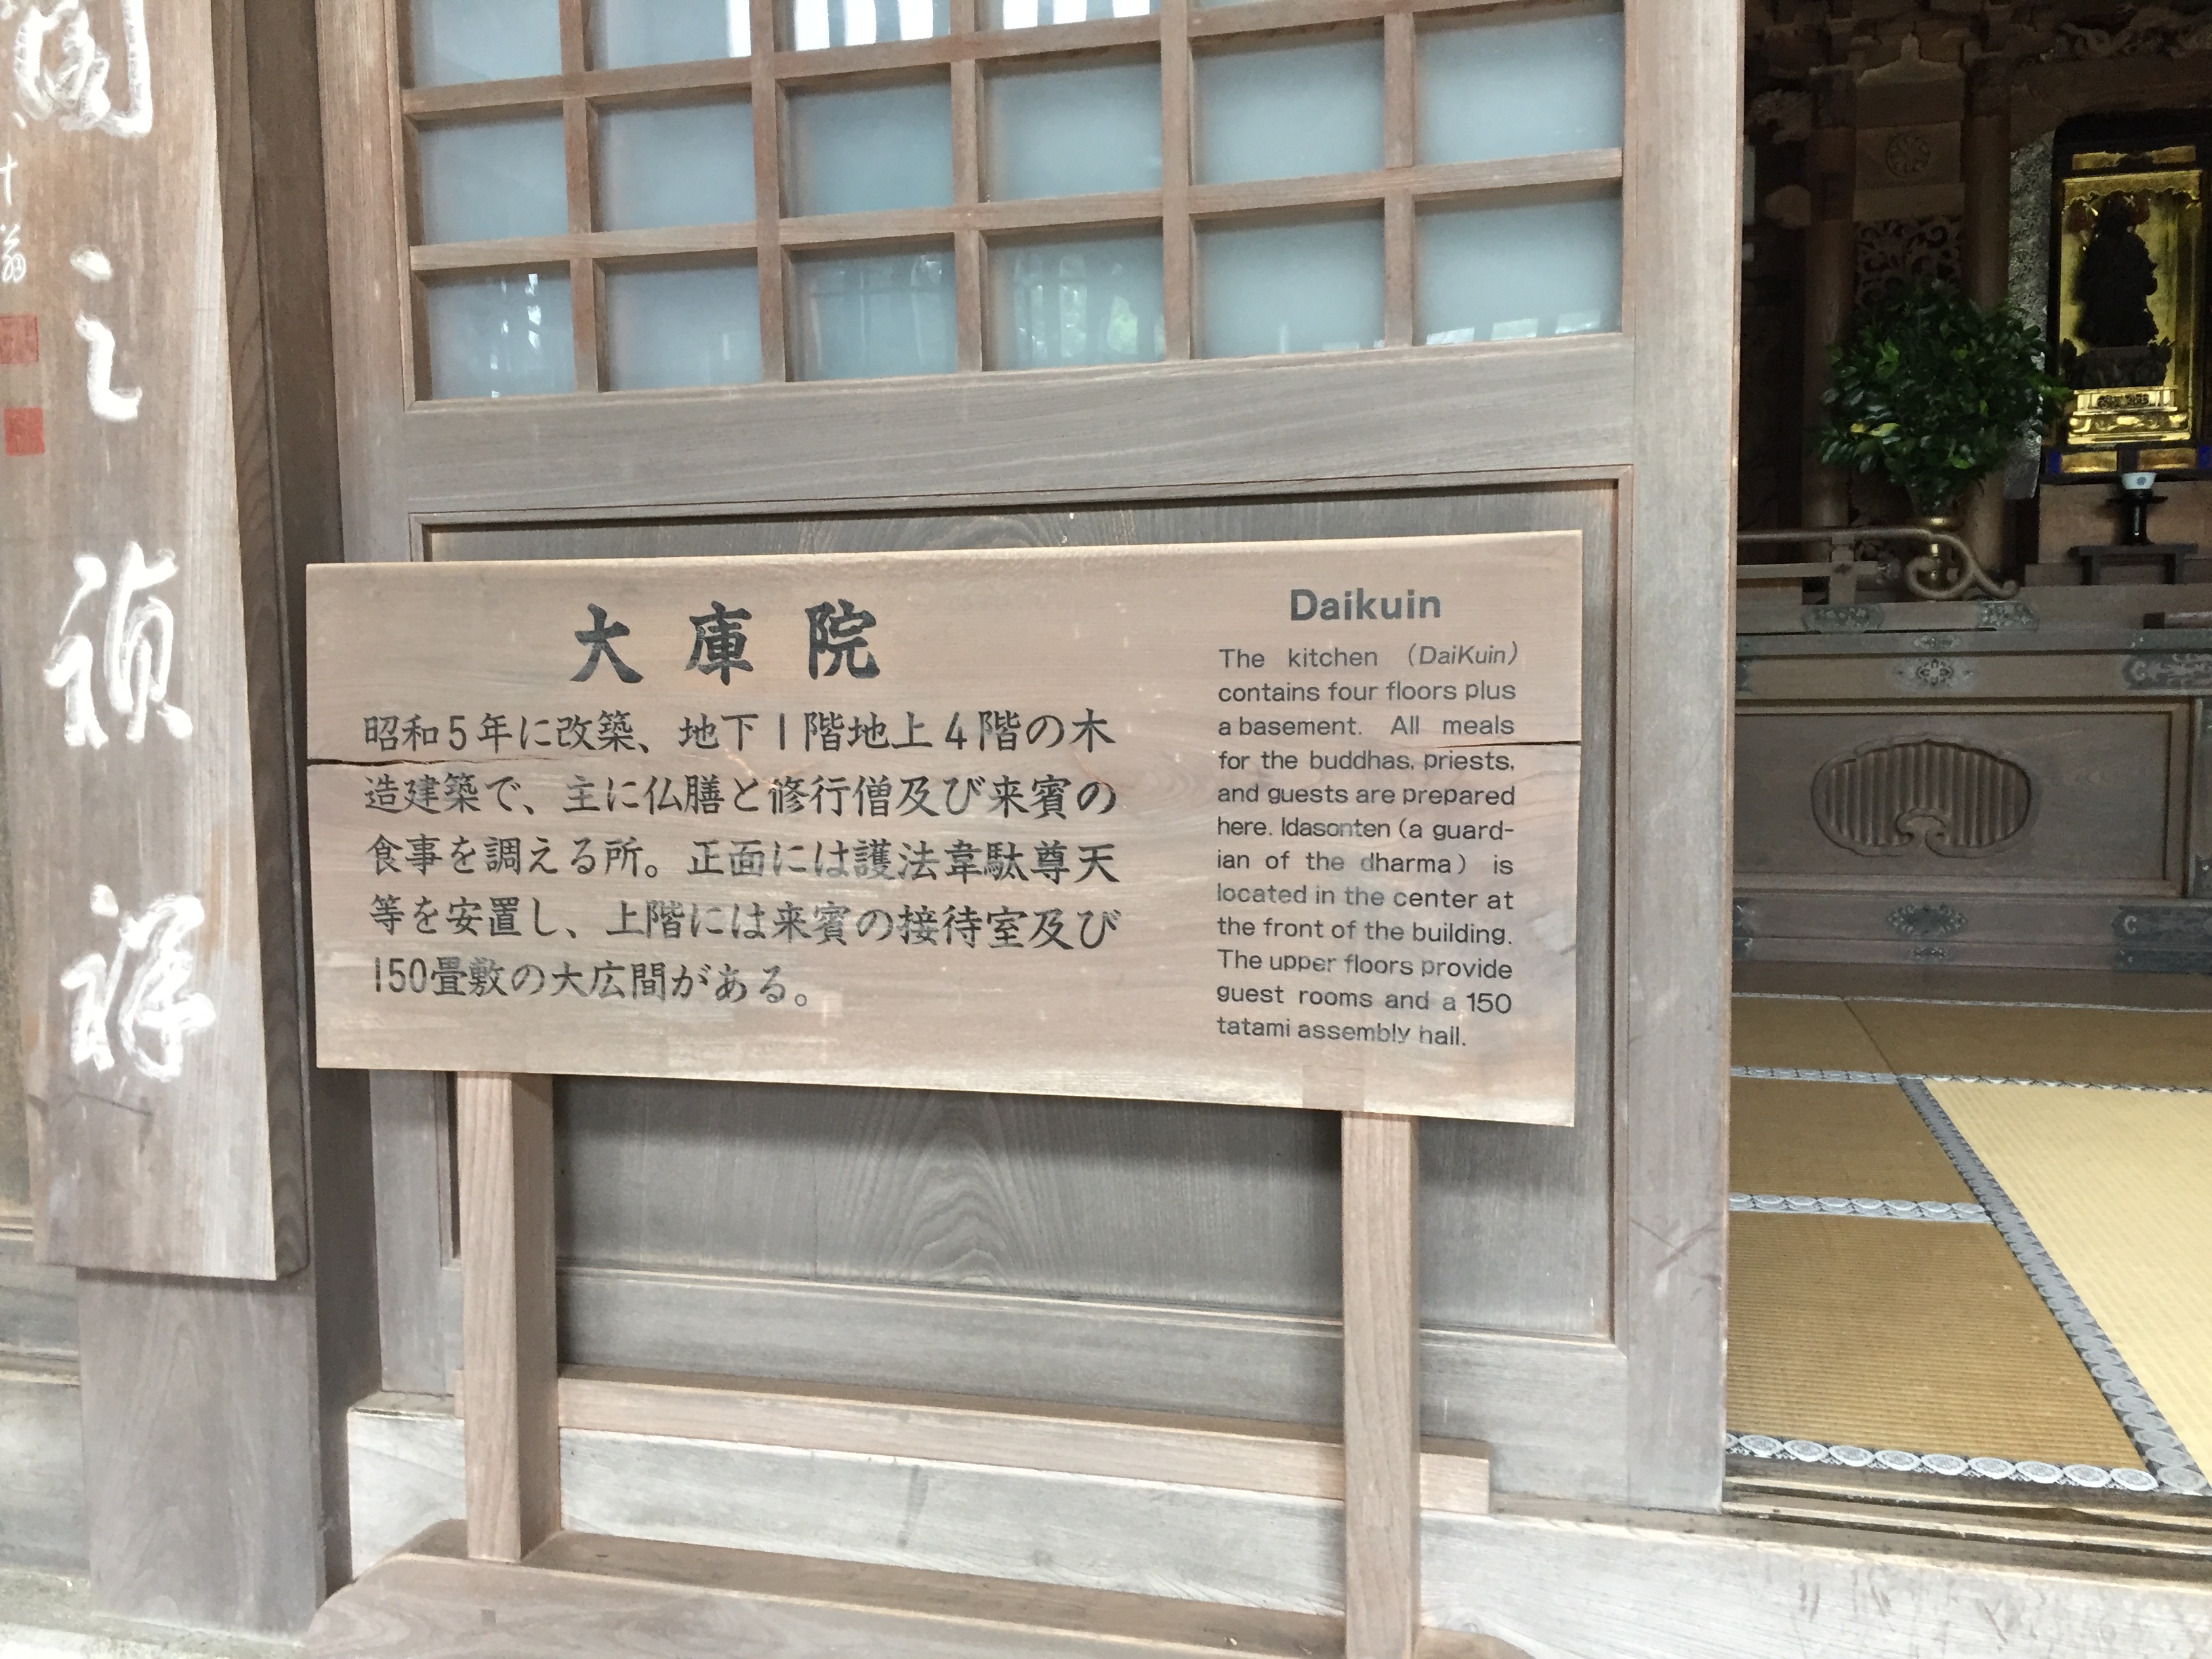 閣
之
禎
祥
大庫院
昭和5年に改築、地下1階地上4階の木
造建築で、主に仏膳と修行僧及び来賓の
食事を調える所。正面には護法韋駄尊天
等を安置し、上階には来賓の接待室及び
150畳敷の大広間がある。
Daikuin
The kitchen (DaiKuin)
contains four floors plus
a basement. All meals
for the buddhas, priests,
and guests are prepared
here. Idasonten (a guard-
ian of the dharma) is
located in the center at
the front of the building.
The upper floors provide
guest rooms and a 150
tatami assembly hall.